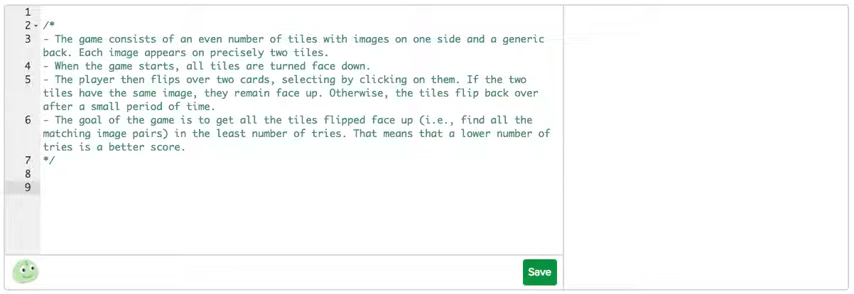 1
2 /*
3 - The game consists of an even number of tiles with images on one side and a generic
back. Each image appears on precisely two tiles.
4 - When the game starts, all tiles are turned face down.
5 - The player then flips over two cards, selecting by clicking on them. If the two
tiles have the same image, they remain face up. Otherwise, the tiles flip back over
after a small period of time.
6 - The goal of the game is to get all the tiles flipped face up (i.e., find all the
matching image pairs) in the least number of tries. That means that a lower number of
tries is a better score.
7 */
8
9
Save